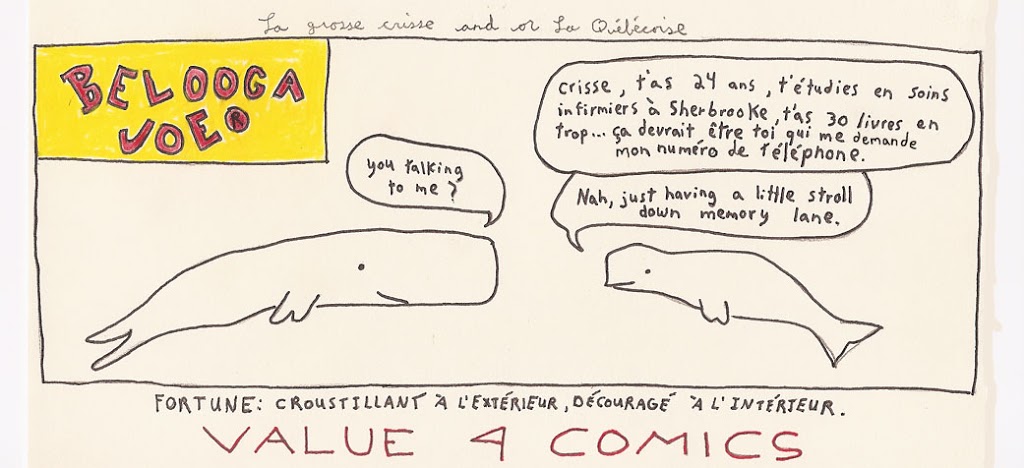 La grosse crisse and or La Québécoise
BELOOGA
JOE®
crisse, t'as 24 ans, t'étudies en soins
infirmiers à Sherbrooke, t'as 30 livres en
trop... ça devrait être toi qui me demande
mon numéro de téléphone.
you talking
to me?
Nah, just having a little stroll
down memory lane.
FORTUNE: CROUSTILLANT À L'EXTÉRIEUR, DÉCOURAGÉ À L'INTÉRIEUR.
VALUE 4 COMICS